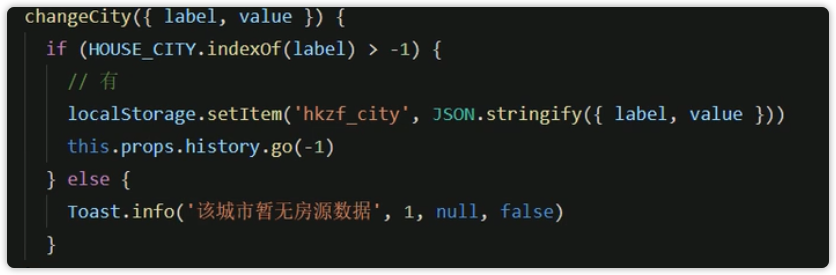 changeCity({ label, value }) {
if (HOUSE_CITY.indexOf(label) > -1) {
// 有
localStorage.setItem('hkzf_city', JSON.stringify({ label, value }))
this.props.history.go(-1)
} else {
Toast.info('该城市暂无房源数据', 1, null, false)
}